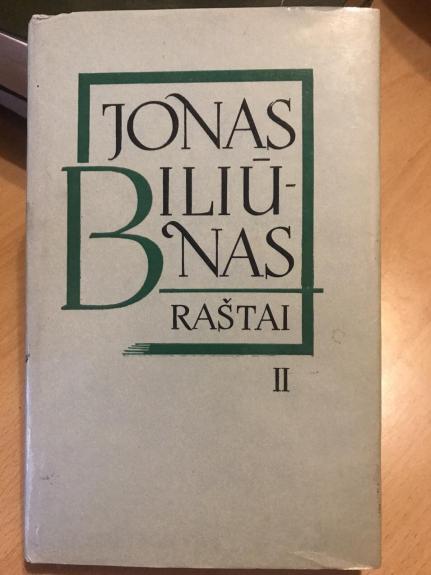 JONAS
BILIŪ-
NAS
RAŠTAI
II